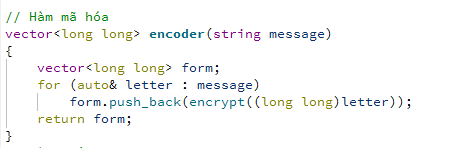 // Hàm mã hóa
vector<long long> encoder(string message)
{
    vector<long long> form;
    for (auto& letter : message)
        form.push_back(encrypt((long long)letter));
    return form;
}